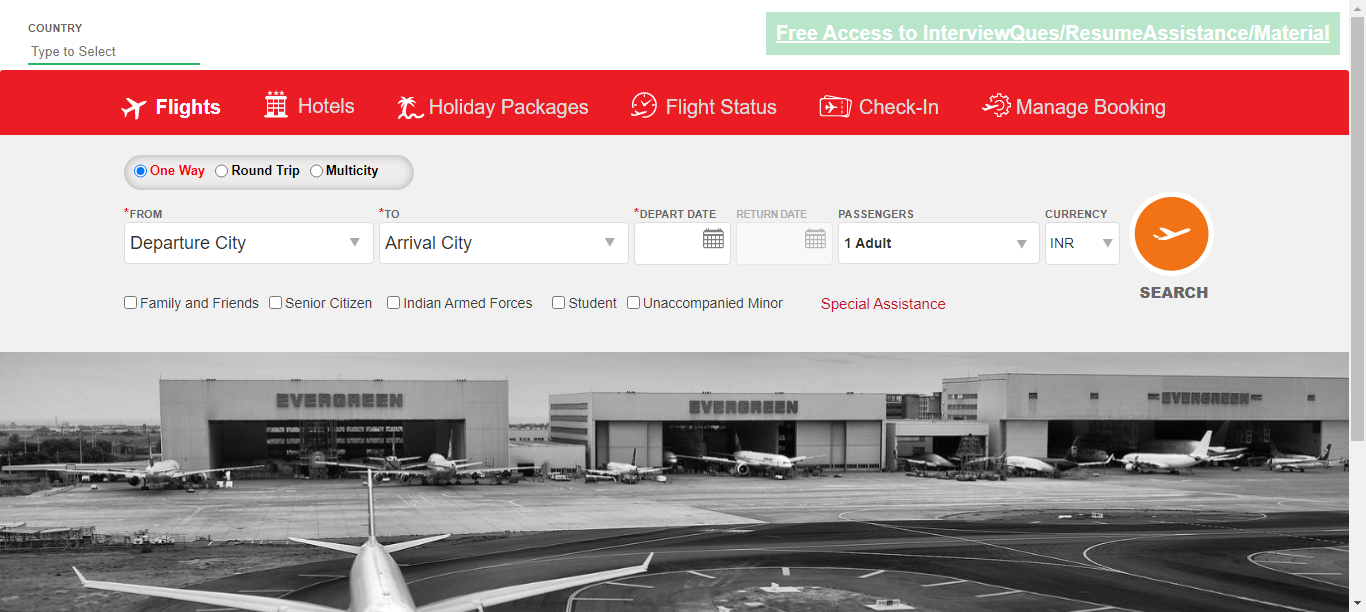 COUNTRY
Type to Select
Free Access to InterviewQues/ResumeAssistance/Material
Flights Hotels Holiday Packages Flight Status Check-In Manage Booking
One Way Round Trip Multicity
*FROM *TO *DEPART DATE RETURN DATE PASSENGERS CURRENCY
Departure City Arrival City 1 Adult INR
SEARCH
Family and Friends Senior Citizen Indian Armed Forces Student Unaccompanied Minor Special Assistance
EVERGREEN EVERGREEN EVERGREEN